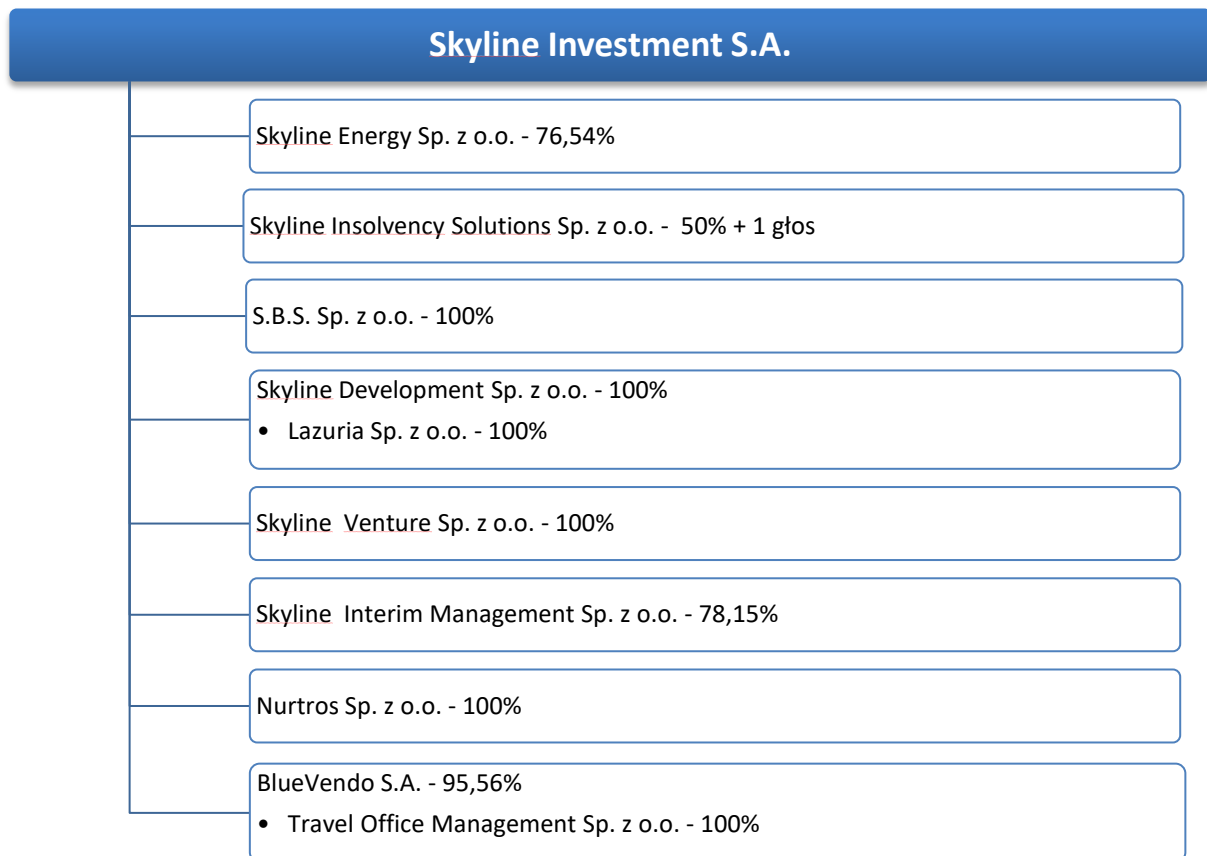 Skyline Investment S.A.
Skyline Energy Sp. z o.o. - 76,54%
Skyline Insolvency Solutions Sp. z o.o. - 50% + 1 głos
S.B.S. Sp. z o.o. - 100%
Skyline Development Sp. z o.o. - 100%
• Lazuria Sp. z o.o. - 100%
Skyline Venture Sp. z o.o. - 100%
Skyline Interim Management Sp. z o.o. - 78,15%
Nurtros Sp. z o.o. - 100%
BlueVendo S.A. - 95,56%
• Travel Office Management Sp. z o.o. - 100%